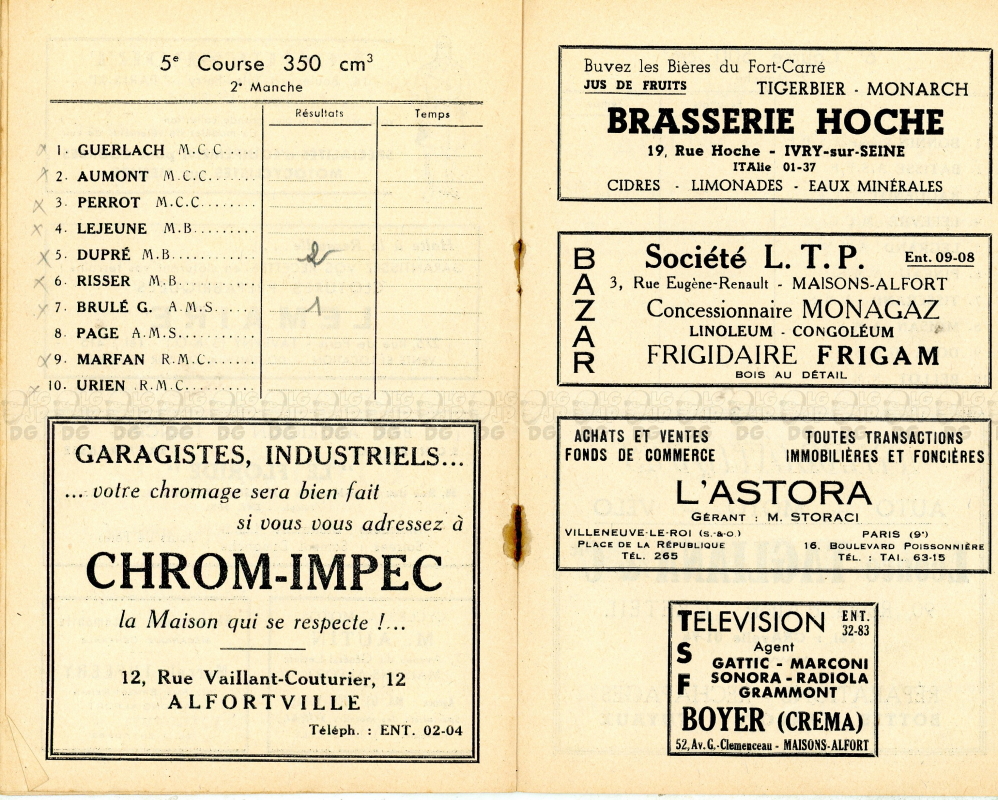 5e Course 350 cm3
2e Manche
Résultats Temps
x 1. GUERLACH M.C.C.....
x 2. AUMONT M.C.C........
x 3. PERROT M.C.C........
x 4. LEJEUNE M.B.........
x 5. DUPRÉ M.B........... 2
x 6. RISSER M.B..........
x 7. BRULÉ G. A.M.S...... 1
8. PAGE A.M.S...........
x 9. MARFAN R.M.C........
x 10. URIEN R.M.C.........
GARAGISTES, INDUSTRIELS...
... votre chromage sera bien fait
si vous vous adressez à
CHROM-IMPEC
la Maison qui se respecte !...
12, Rue Vaillant-Couturier, 12
ALFORTVILLE
Téléph. : ENT. 02-04
Buvez les Bières du Fort-Carré
JUS DE FRUITS TIGERBIER - MONARCH
BRASSERIE HOCHE
19, Rue Hoche - IVRY-sur-SEINE
ITAlie 01-37
CIDRES - LIMONADES - EAUX MINÉRALES
BAZAR
Société L. T. P. Ent. 09-08
3, Rue Eugène-Renault - MAISONS-ALFORT
Concessionnaire MONAGAZ
LINOLEUM - CONGOLÉUM
FRIGIDAIRE FRIGAM
BOIS AU DÉTAIL
ACHATS ET VENTES TOUTES TRANSACTIONS
FONDS DE COMMERCE IMMOBILIÈRES ET FONCIÈRES
L'ASTORA
GÉRANT : M. STORACI
VILLENEUVE-LE-ROI (S.-&-O.) PARIS (9e)
PLACE DE LA RÉPUBLIQUE 16. BOULEVARD POISSONNIÈRE
TÉL. 265 TÉL. : TAI. 63-15
TELEVISION ENT. 32-83
TSF
Agent
GATTIC - MARCONI
SONORA - RADIOLA
GRAMMONT
BOYER (CREMA)
52, Av. G.-Clemenceau - MAISONS-ALFORT